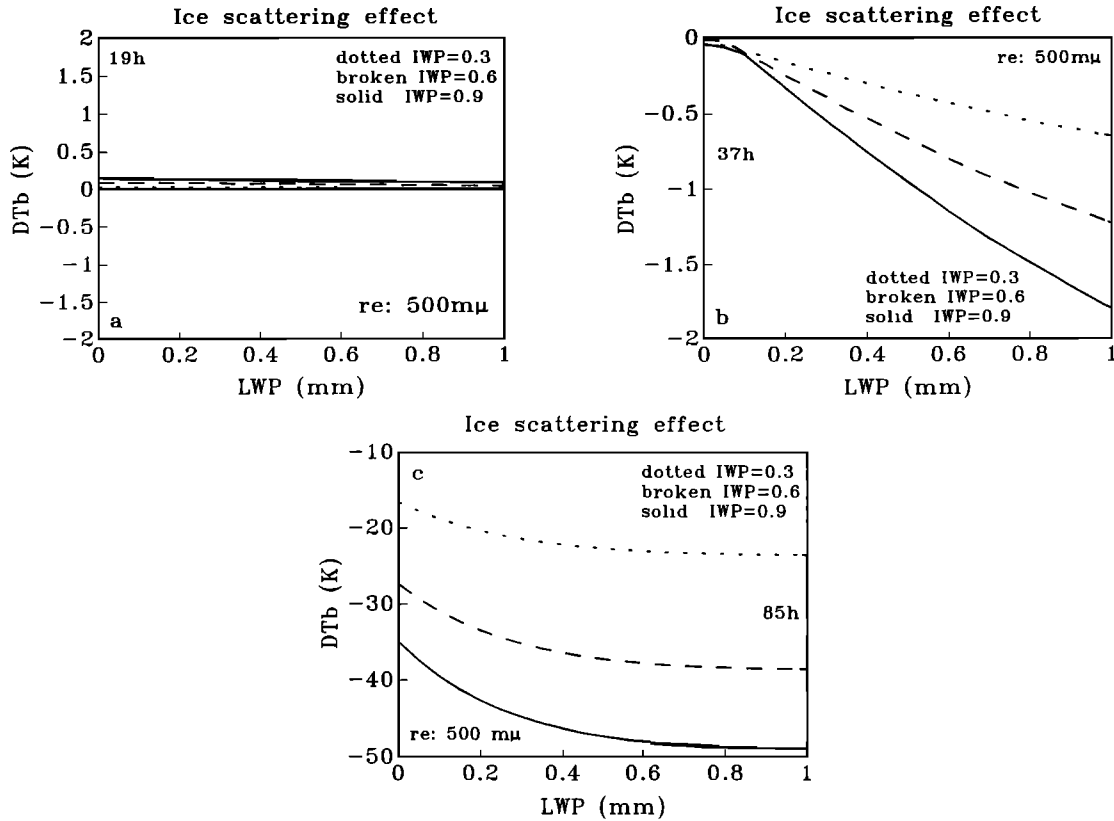 Ice scattering effect
2
1.5
1
0.5
0
−0.5
−1
−1.5
−2
DTb (K)
19h
dotted IWP=0.3
broken IWP=0.6
solid IWP=0.9
a
re: 500mμ
0 0.2 0.4 0.6 0.8 1
LWP (mm)
Ice scattering effect
0
−0.5
−1
−1.5
−2
DTb (K)
re: 500mμ
37h
dotted IWP=0.3
broken IWP=0.6
solid IWP=0.9
b
0 0.2 0.4 0.6 0.8 1
LWP (mm)
Ice scattering effect
−10
−20
−30
−40
−50
DTb (K)
c
dotted IWP=0.3
broken IWP=0.6
solid IWP=0.9
85h
re: 500 mμ
0 0.2 0.4 0.6 0.8 1
LWP (mm)